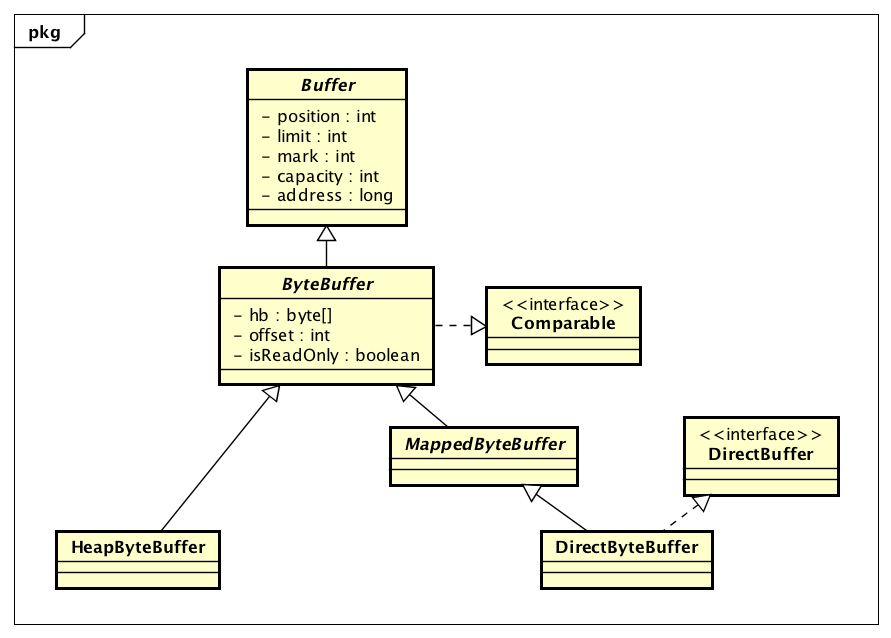 pkg
Buffer
- position : int
- limit : int
- mark : int
- capacity : int
- address : long
ByteBuffer
- hb : byte[]
- offset : int
- isReadOnly : boolean
<<interface>>
Comparable
MappedByteBuffer
<<interface>>
DirectBuffer
HeapByteBuffer
DirectByteBuffer